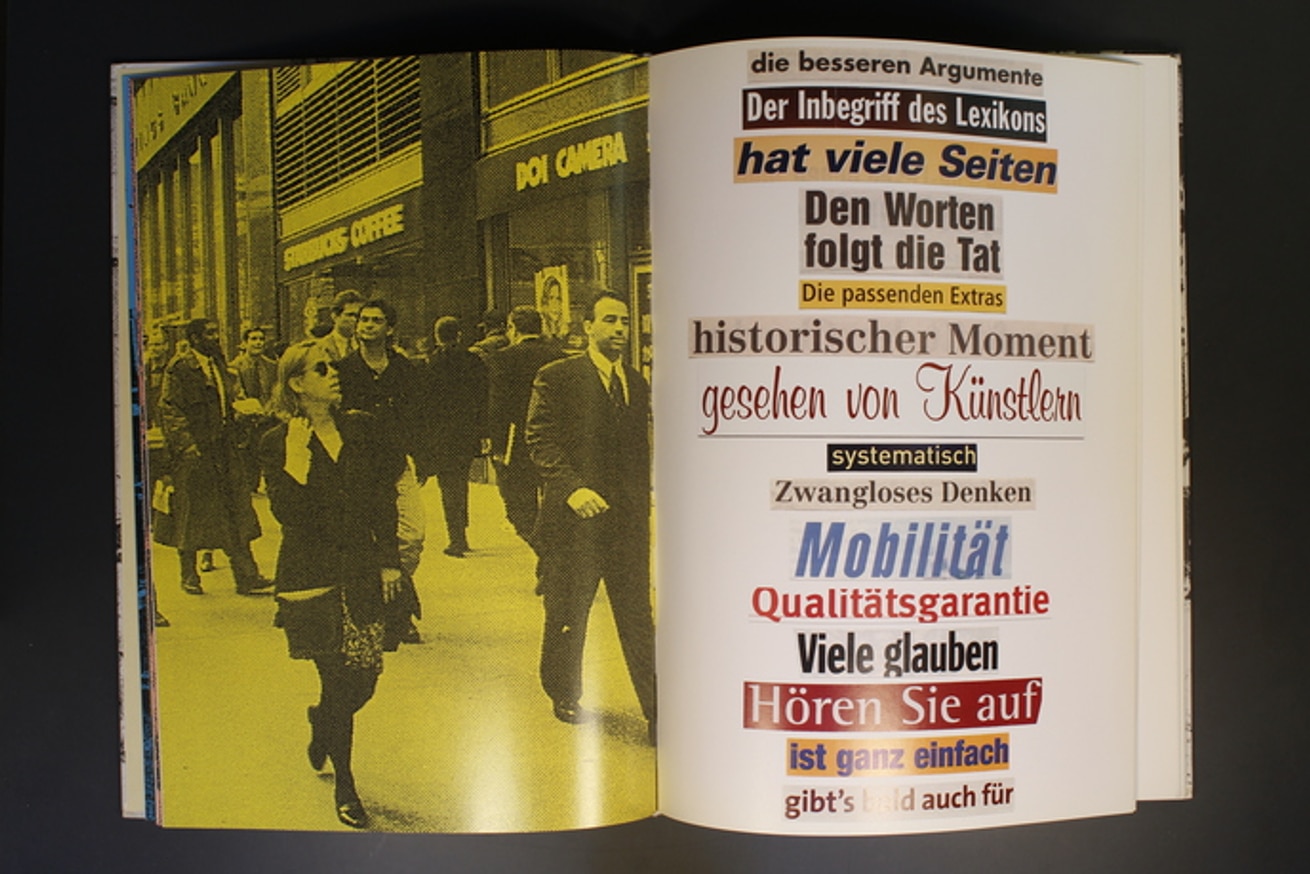 STARBUCKS COFFEE
DOI CAMERA
die besseren Argumente
Der Inbegriff des Lexikons
hat viele Seiten
Den Worten
folgt die Tat
Die passenden Extras
historischer Moment
gesehen von Künstlern
systematisch
Zwangloses Denken
Mobilität
Qualitätsgarantie
Viele glauben
Hören Sie auf
ist ganz einfach
gibt's bald auch für